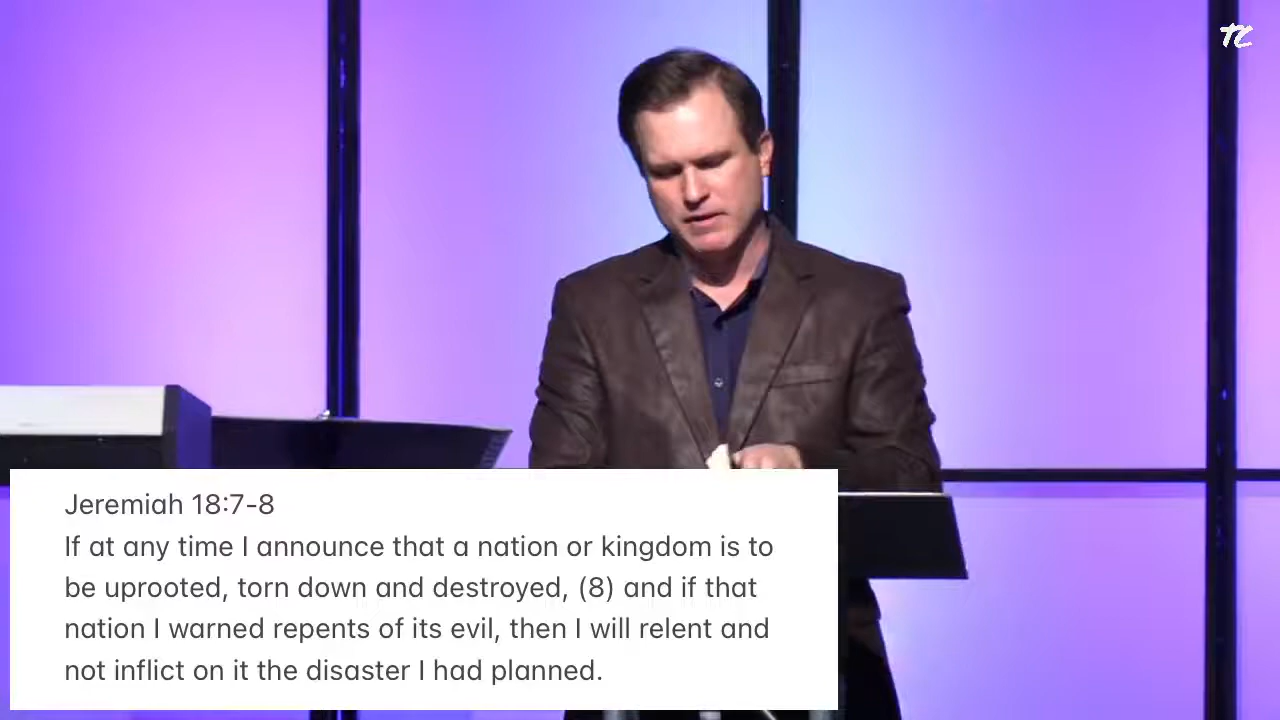 TC
Jeremiah 18:7-8
If at any time I announce that a nation or kingdom is to
be uprooted, torn down and destroyed, (8) and if that
nation I warned repents of its evil, then I will relent and
not inflict on it the disaster I had planned.